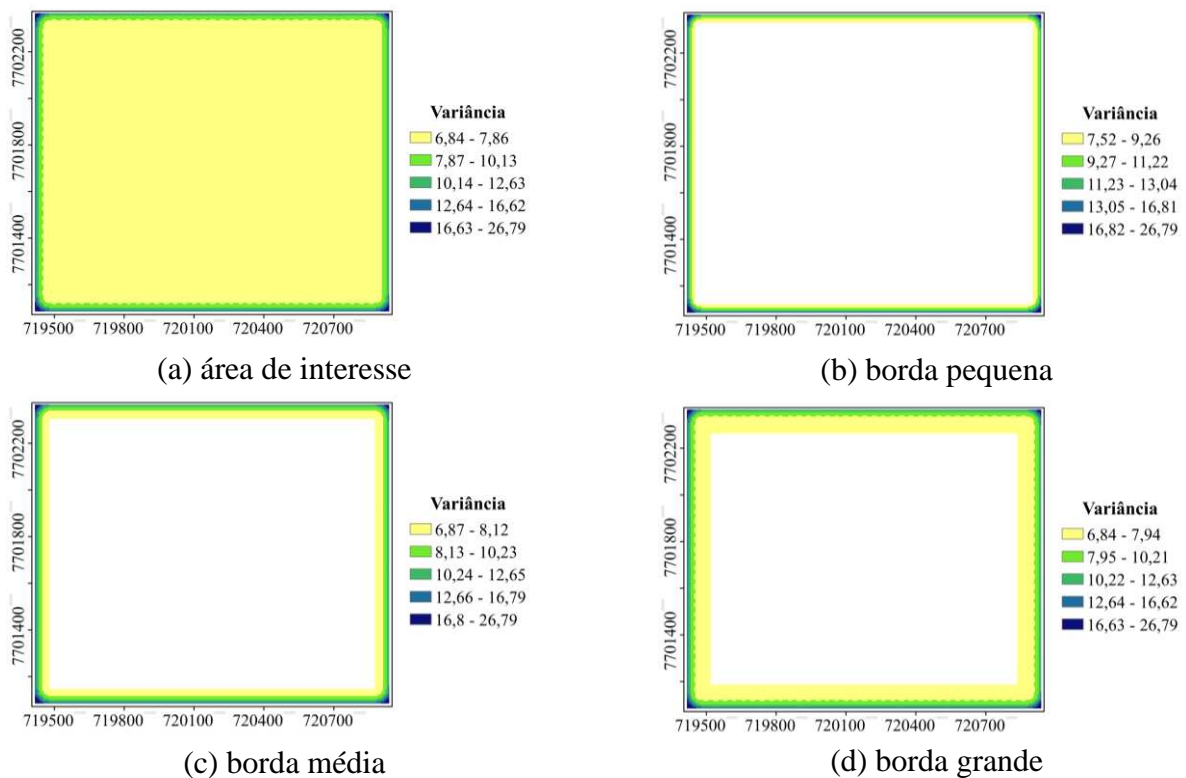 7702200
7701800
7701400
719500 719800 720100 720400 720700
Variância
6,84 - 7,86
7,87 - 10,13
10,14 - 12,63
12,64 - 16,62
16,63 - 26,79
(a) área de interesse
7702200
7701800
7701400
719500 719800 720100 720400 720700
Variância
7,52 - 9,26
9,27 - 11,22
11,23 - 13,04
13,05 - 16,81
16,82 - 26,79
(b) borda pequena
7702200
7701800
7701400
719500 719800 720100 720400 720700
Variância
6,87 - 8,12
8,13 - 10,23
10,24 - 12,65
12,66 - 16,79
16,8 - 26,79
(c) borda média
7702200
7701800
7701400
719500 719800 720100 720400 720700
Variância
6,84 - 7,94
7,95 - 10,21
10,22 - 12,63
12,64 - 16,62
16,63 - 26,79
(d) borda grande